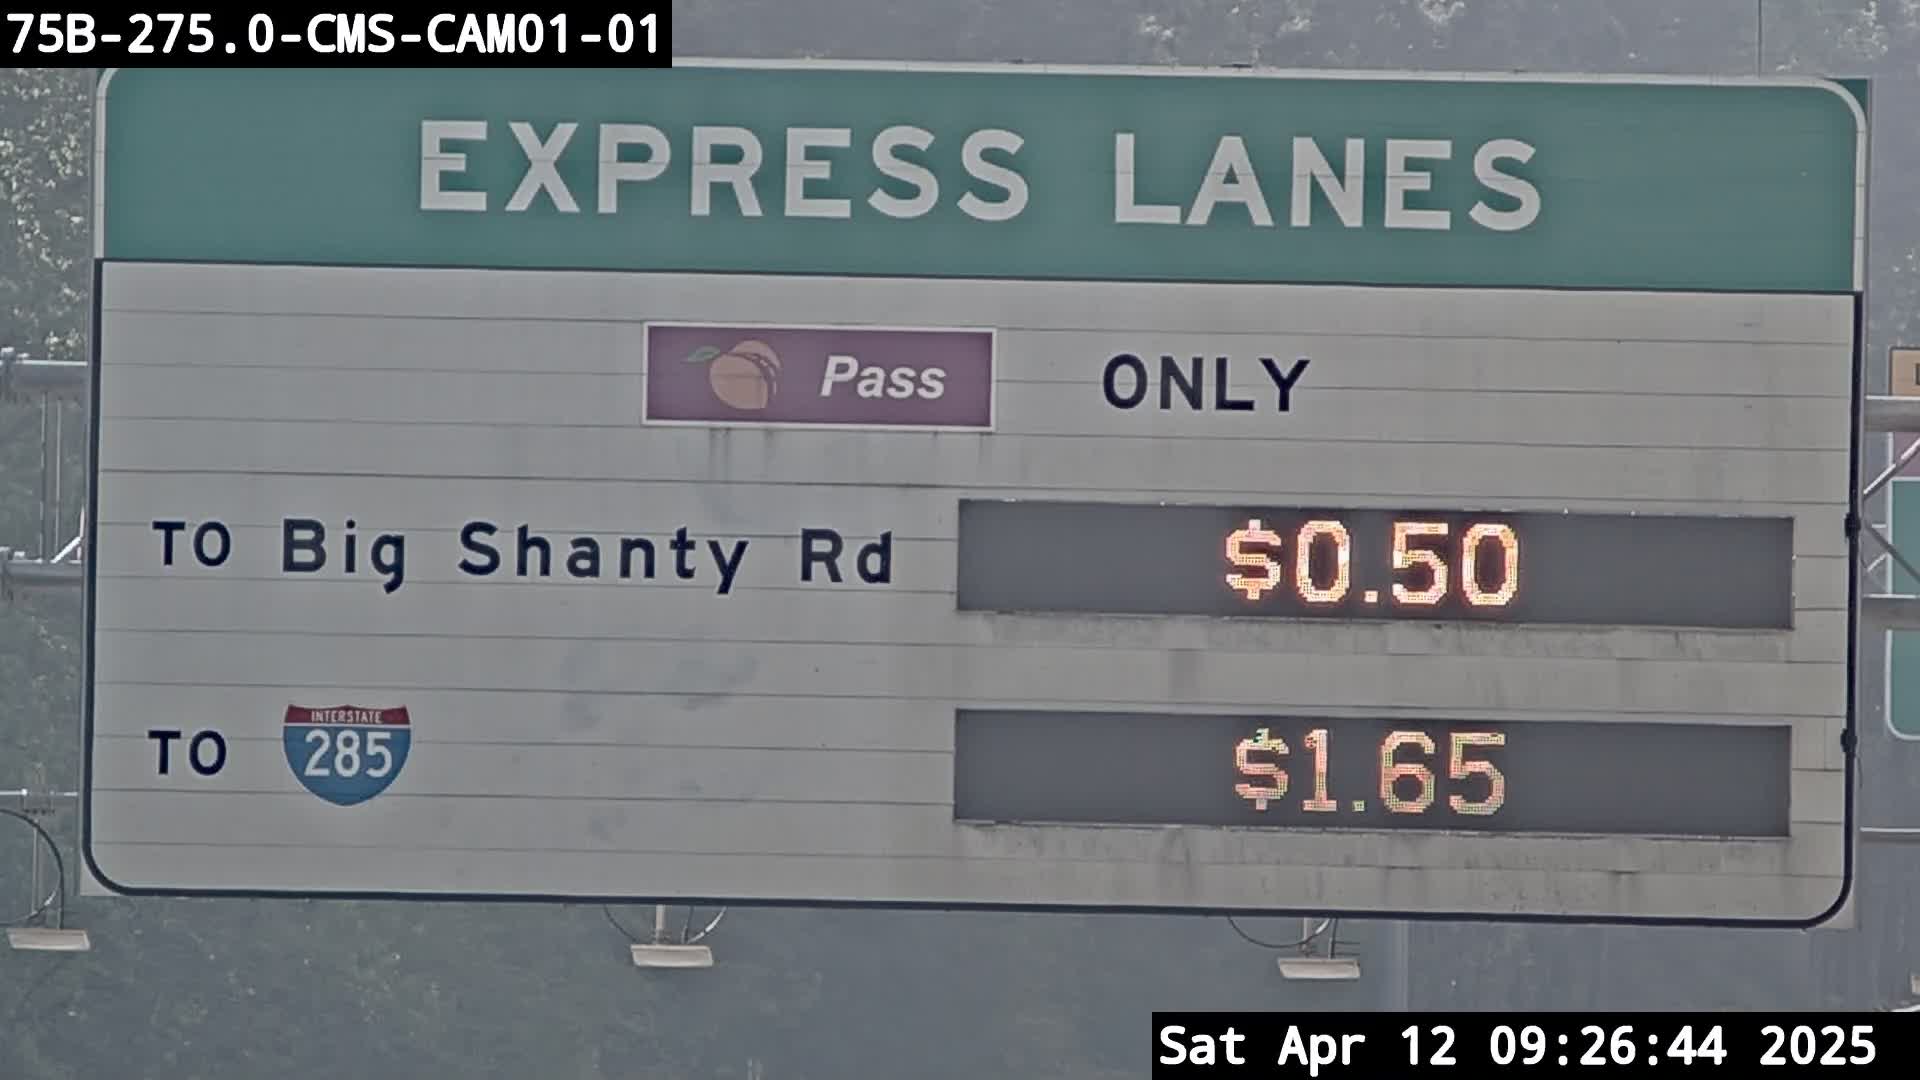 75B-275.0-CMS-CAM01-01
EXPRESS LANES
Pass ONLY
TO Big Shanty Rd $0.50
TO INTERSTATE 285 $1.65
Sat Apr 12 09:26:44 2025